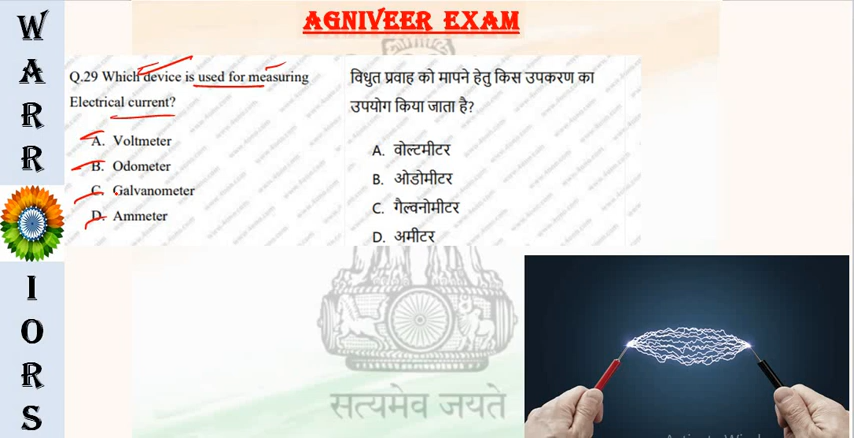 AGNIVEER EXAM
WARRIORS
Q.29 Which device is used for measuring
Electrical current?
A. Voltmeter
B. Odometer
C. Galvanometer
D. Ammeter
विधुत प्रवाह को मापने हेतु किस उपकरण का
उपयोग किया जाता है?
A. वोल्टमीटर
B. ओडोमीटर
C. गैल्वनोमीटर
D. अमीटर
सत्यमेव जयते